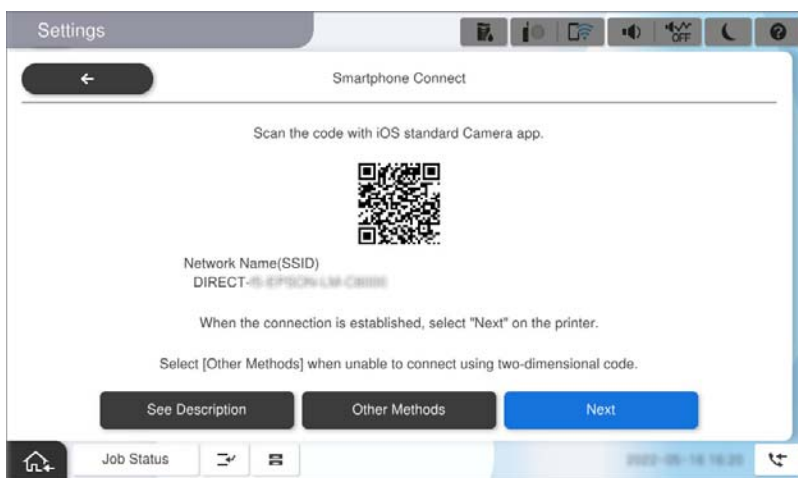 Settings
OFF
Smartphone Connect
Scan the code with iOS standard Camera app.
Network Name(SSID)
DIRECT-
When the connection is established, select "Next" on the printer.
Select [Other Methods] when unable to connect using two-dimensional code.
See Description
Other Methods
Next
Job Status